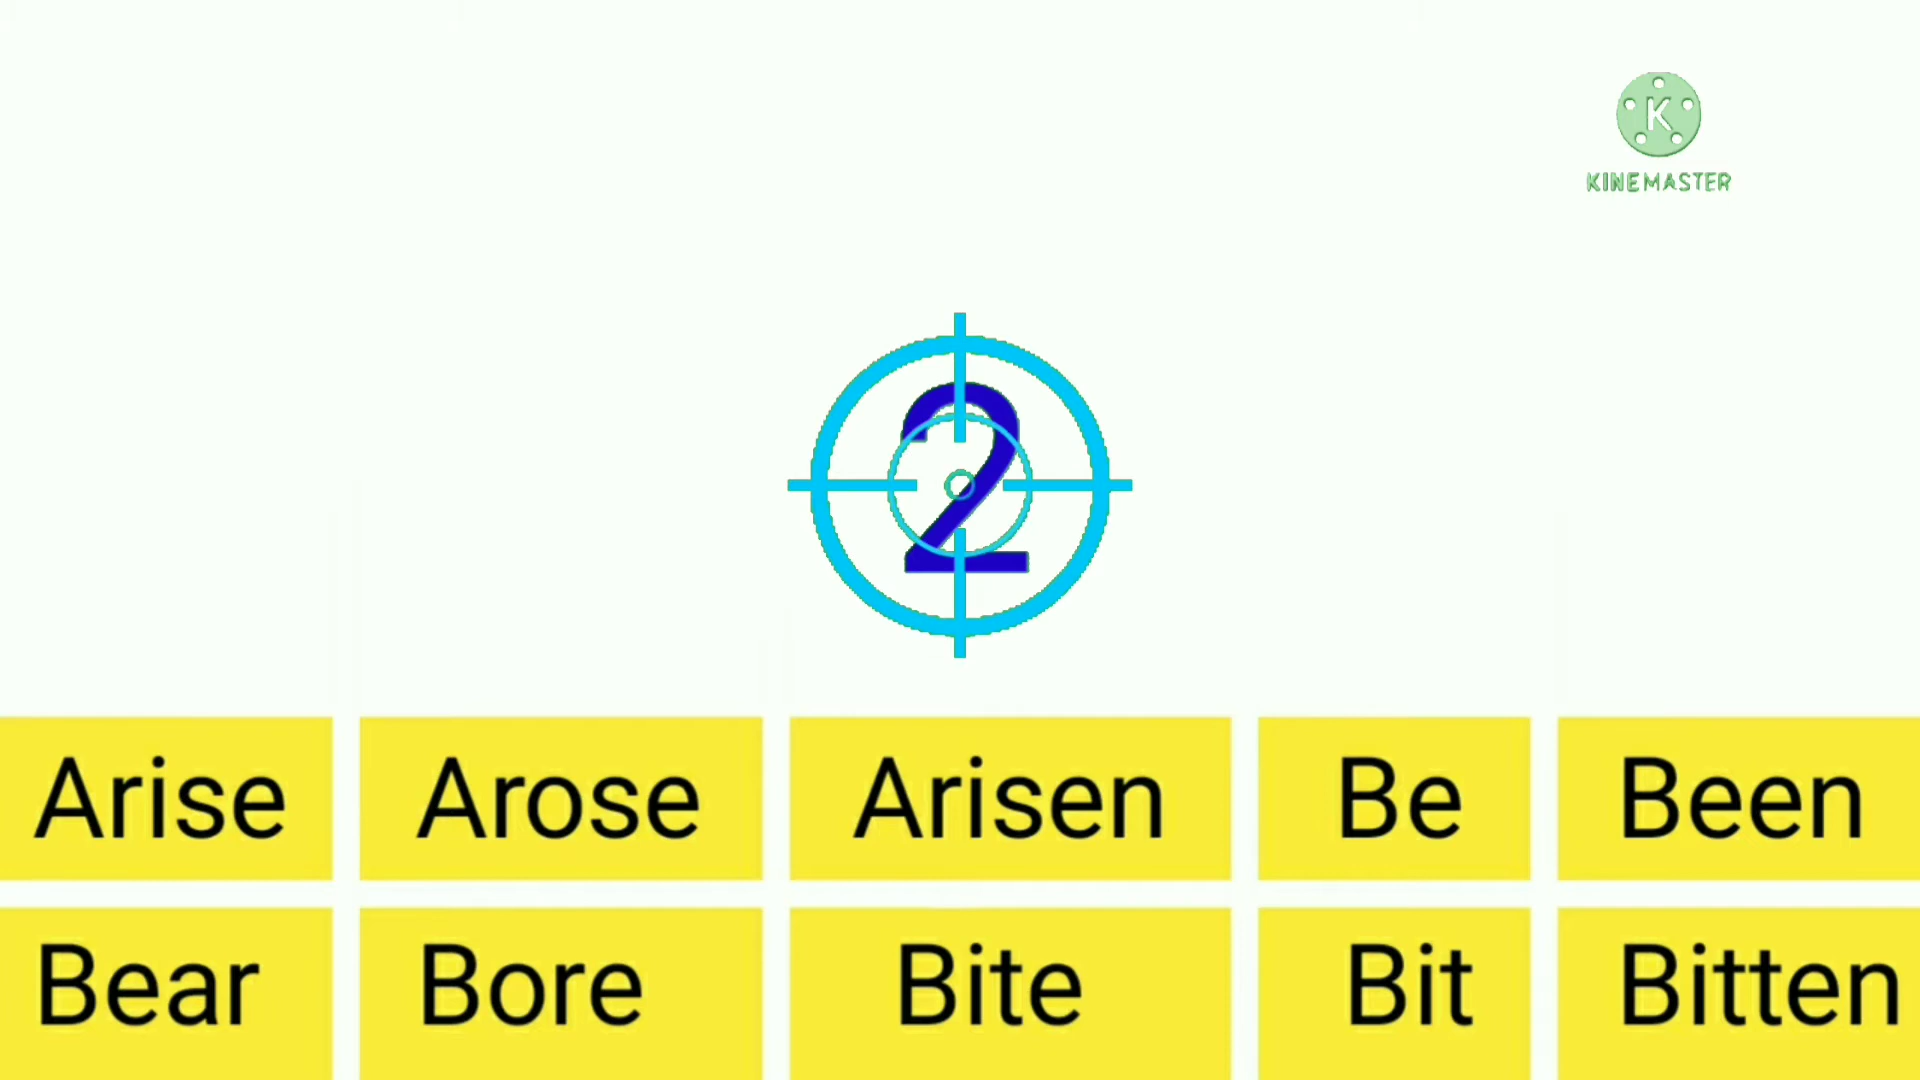 K
KINEMASTER
2
Arise Arose Arisen Be Been
Bear Bore Bite Bit Bitten